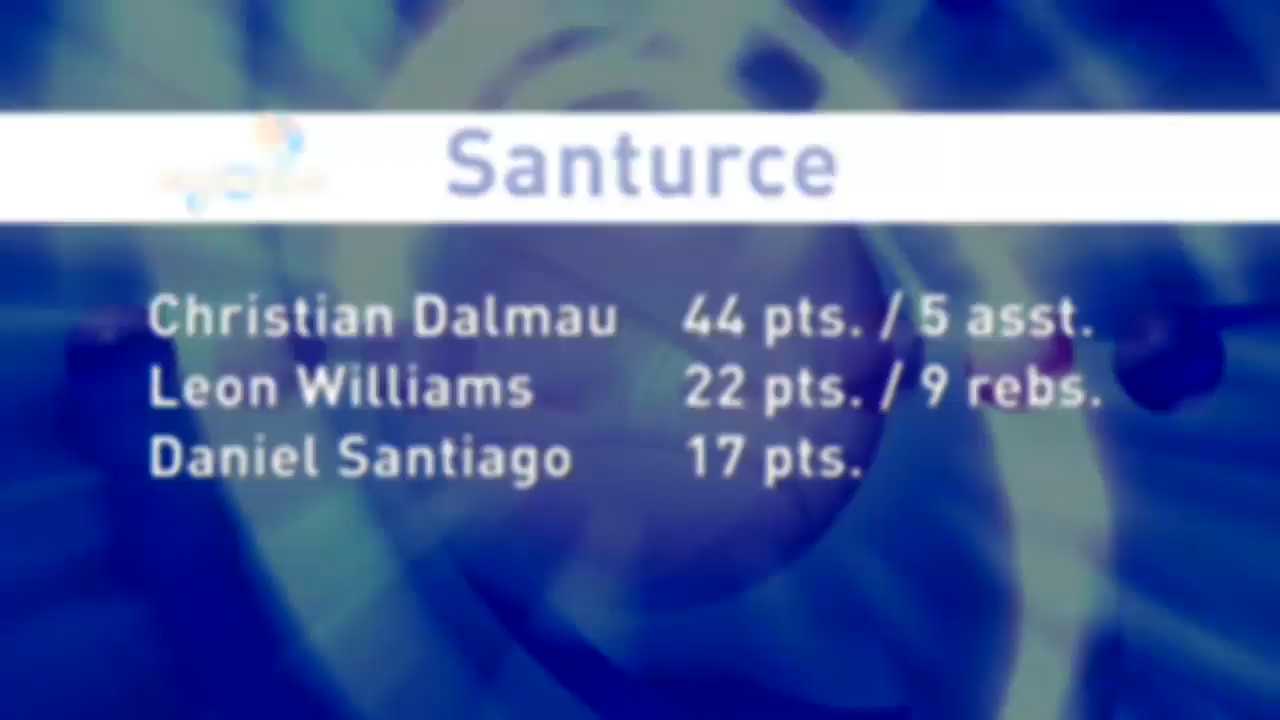 Santurce
Christian Dalmau 44 pts. / 5 asst.
Leon Williams 22 pts. / 9 rebs.
Daniel Santiago 17 pts.